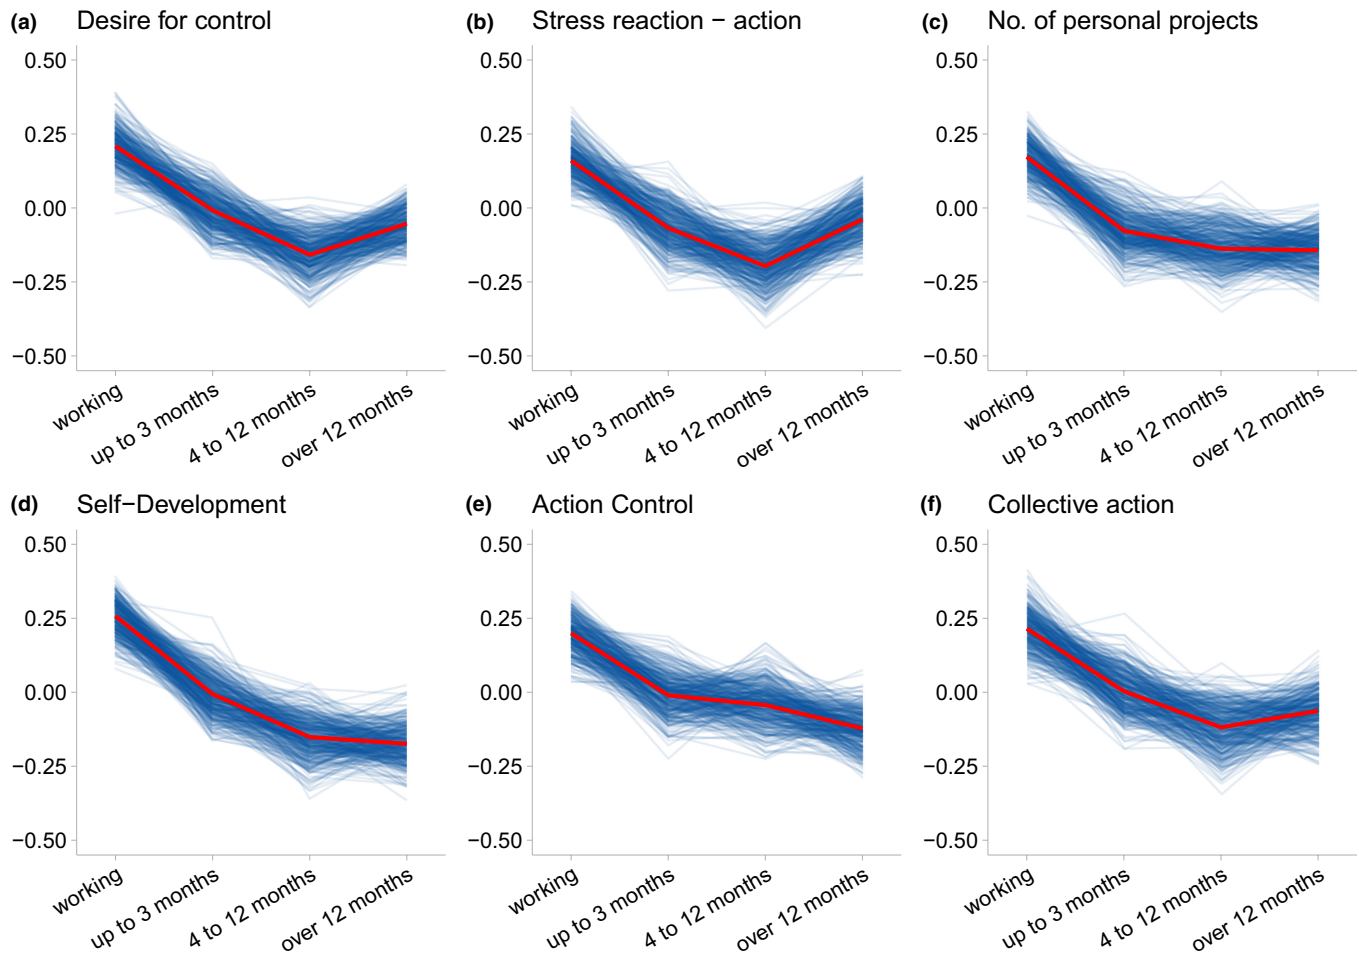 (a) Desire for control
0.50
0.25
0.00
−0.25
−0.50
working
up to 3 months
4 to 12 months
over 12 months
(b) Stress reaction − action
0.50
0.25
0.00
−0.25
−0.50
working
up to 3 months
4 to 12 months
over 12 months
(c) No. of personal projects
0.50
0.25
0.00
−0.25
−0.50
working
up to 3 months
4 to 12 months
over 12 months
(d) Self−Development
0.50
0.25
0.00
−0.25
−0.50
working
up to 3 months
4 to 12 months
over 12 months
(e) Action Control
0.50
0.25
0.00
−0.25
−0.50
working
up to 3 months
4 to 12 months
over 12 months
(f) Collective action
0.50
0.25
0.00
−0.25
−0.50
working
up to 3 months
4 to 12 months
over 12 months